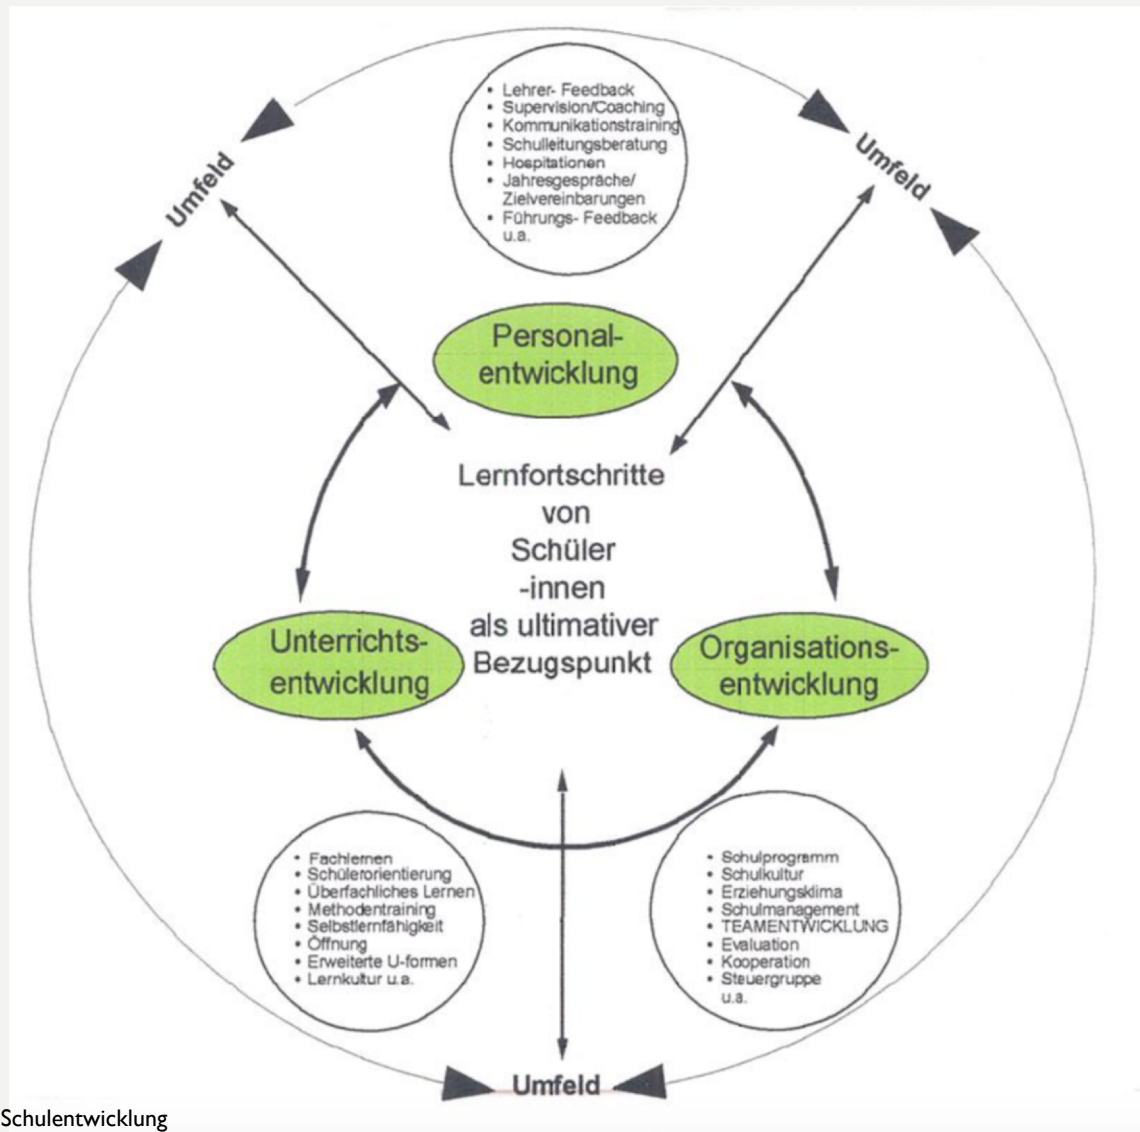 • Lehrer- Feedback
• Supervision/Coaching
• Kommunikationstraining
• Schulleitungsberatung
• Hospitationen
• Jahresgespräche/
Zielvereinbarungen
• Führungs- Feedback
u.a.
Umfeld
Umfeld
Personal-
entwicklung
Lernfortschritte
von
Schüler
-innen
als ultimativer
Bezugspunkt
Unterrichts-
entwicklung
Organisations-
entwicklung
• Fachlernen
• Schülerorientierung
• Überfachliches Lernen
• Methodentraining
• Selbstlernfähigkeit
• Öffnung
• Erweiterte U-formen
• Lernkultur u.a.
• Schulprogramm
• Schulkultur
• Erziehungsklima
• Schulmanagement
• TEAMENTWICKLUNG
• Evaluation
• Kooperation
• Steuergruppe
u.a.
Umfeld
Schulentwicklung